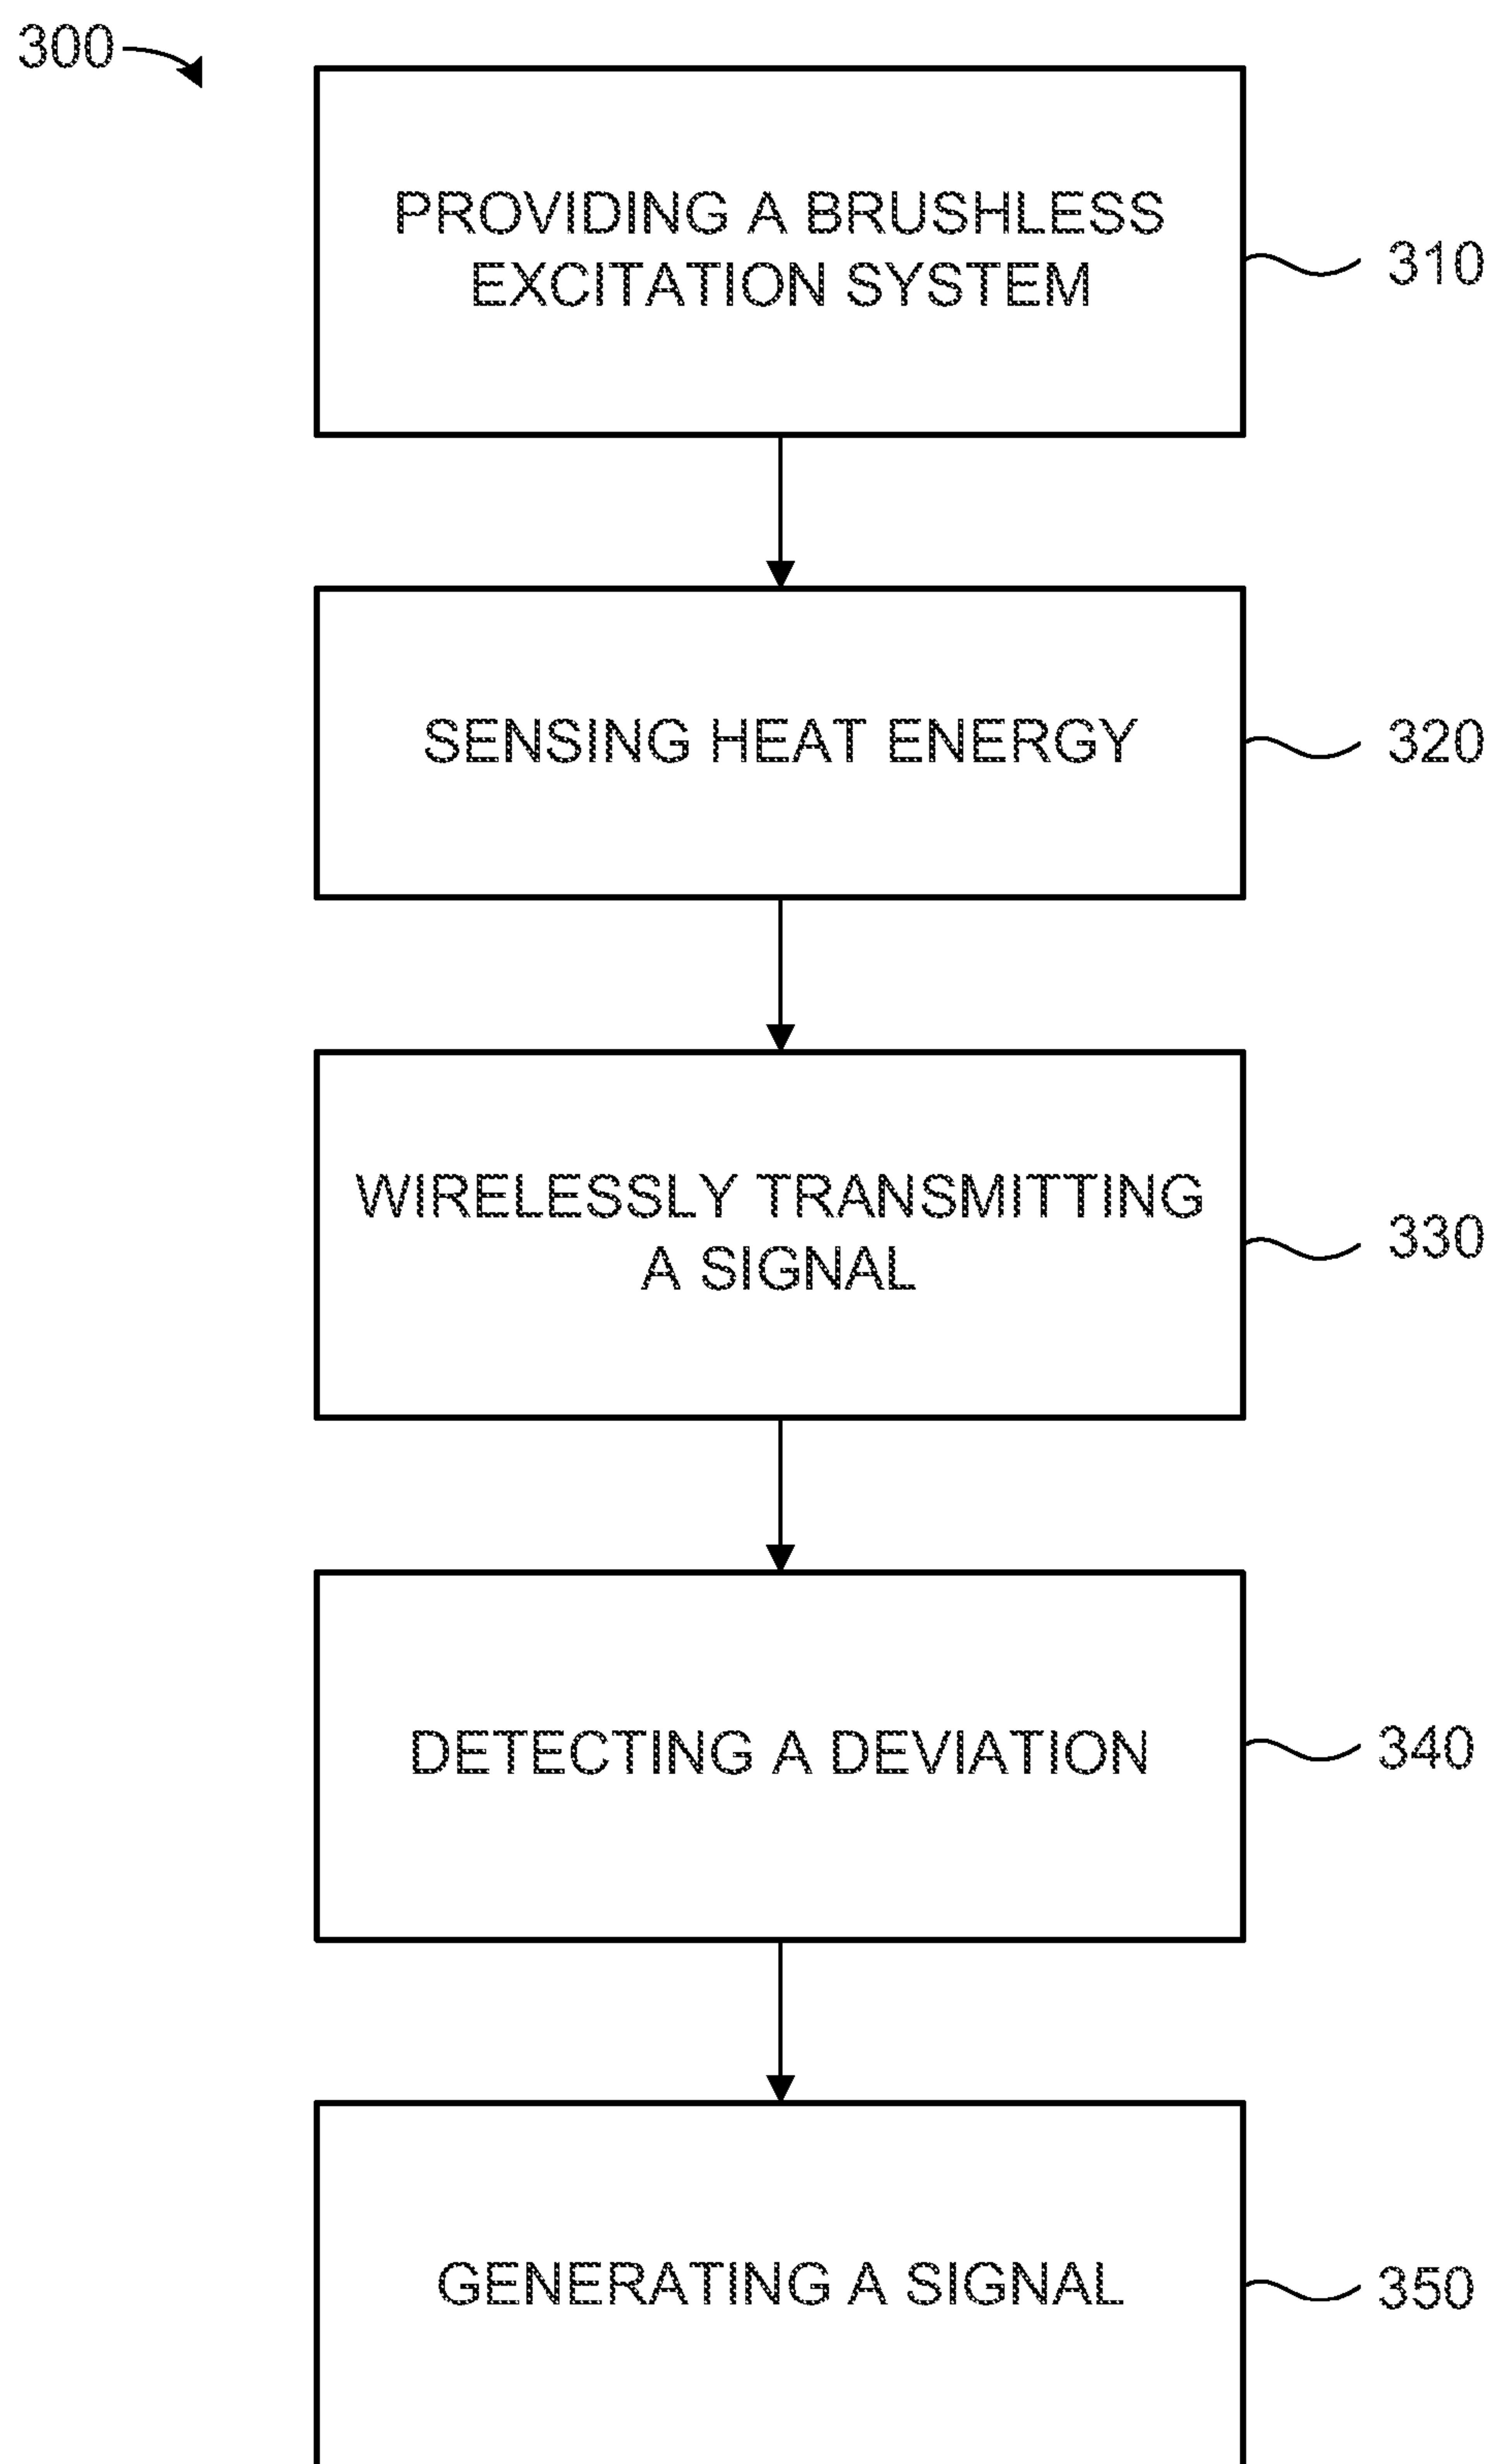 300
PROVIDING A BRUSHLESS
EXCITATION SYSTEM
310
SENSING HEAT ENERGY
320
WIRELESSLY TRANSMITTING
A SIGNAL
330
DETECTING A DEVIATION
340
GENERATING A SIGNAL
350